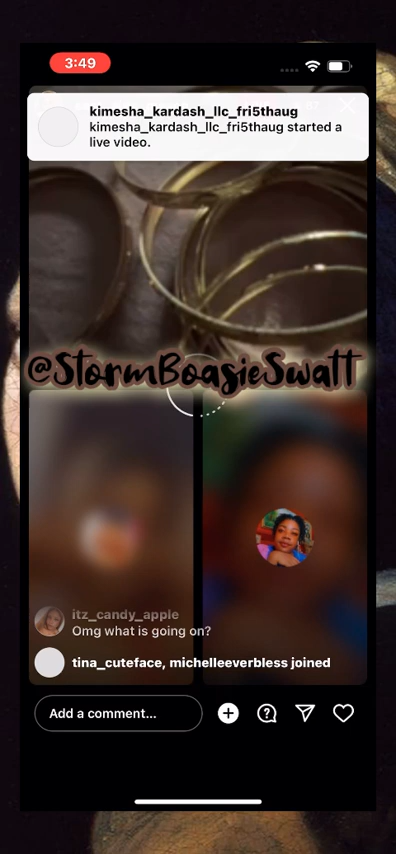 3:49
kimesha_kardash_llc_fri5thaug
kimesha_kardash_llc_fri5thaug started a
live video.
@StormBoasieSwatt
itz_candy_apple
Omg what is going on?
tina_cuteface, michelleeverbless joined
Add a comment...